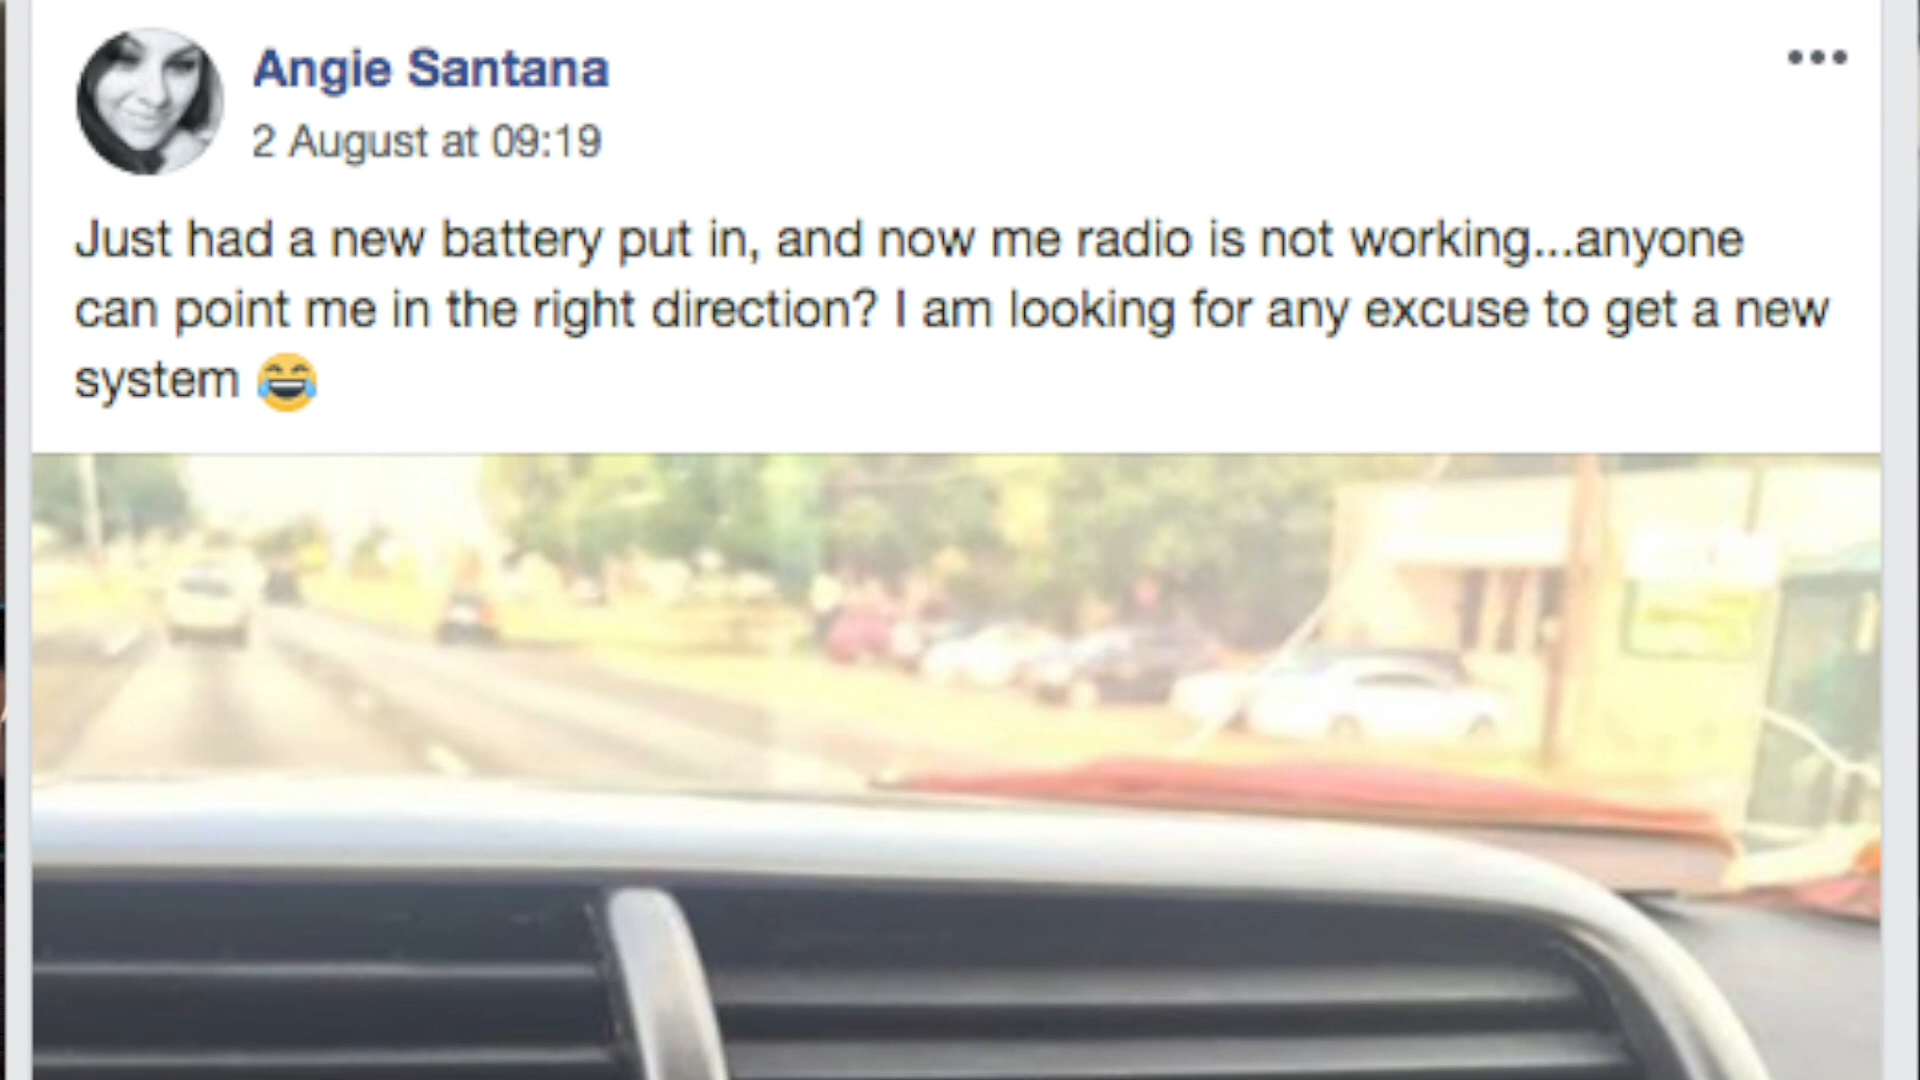 Angie Santana
2 August at 09:19
Just had a new battery put in, and now me radio is not working...anyone
can point me in the right direction? I am looking for any excuse to get a new
system 😂